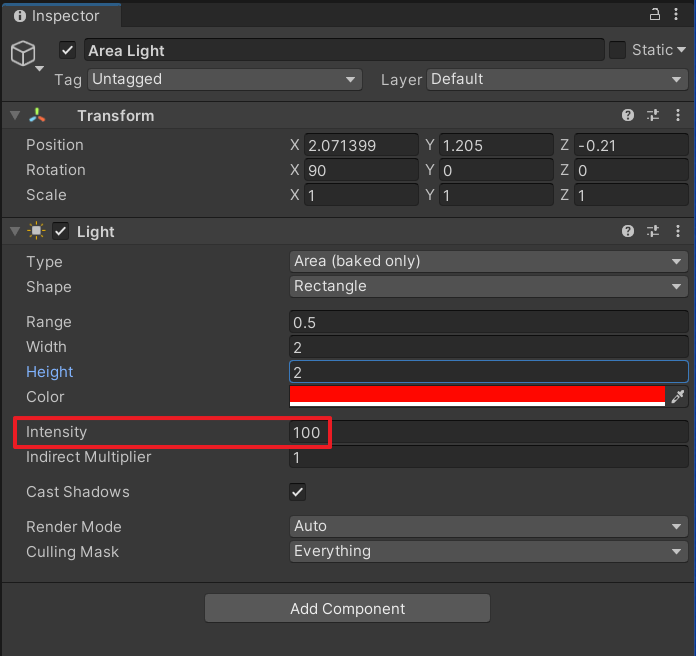 Inspector
Area Light Static
Tag Untagged Layer Default
Transform
Position X 2.071399 Y 1.205 Z -0.21
Rotation X 90 Y 0 Z 0
Scale X 1 Y 1 Z 1
Light
Type Area (baked only)
Shape Rectangle
Range 0.5
Width 2
Height 2
Color
Intensity 100
Indirect Multiplier 1
Cast Shadows
Render Mode Auto
Culling Mask Everything
Add Component